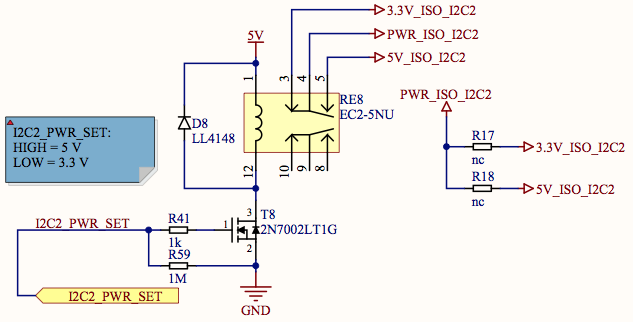 3.3V_ISO_I2C2
PWR_ISO_I2C2
5V_ISO_I2C2
5V
1
3
4
5
RE8
EC2-5NU
D8
LL4148
12
10
9
8
I2C2_PWR_SET:
HIGH = 5 V
LOW = 3.3 V
PWR_ISO_I2C2
R17
nc
3.3V_ISO_I2C2
R18
nc
5V_ISO_I2C2
I2C2_PWR_SET
R41
1k
1
3
T8
2N7002LT1G
2
R59
1M
I2C2_PWR_SET
GND